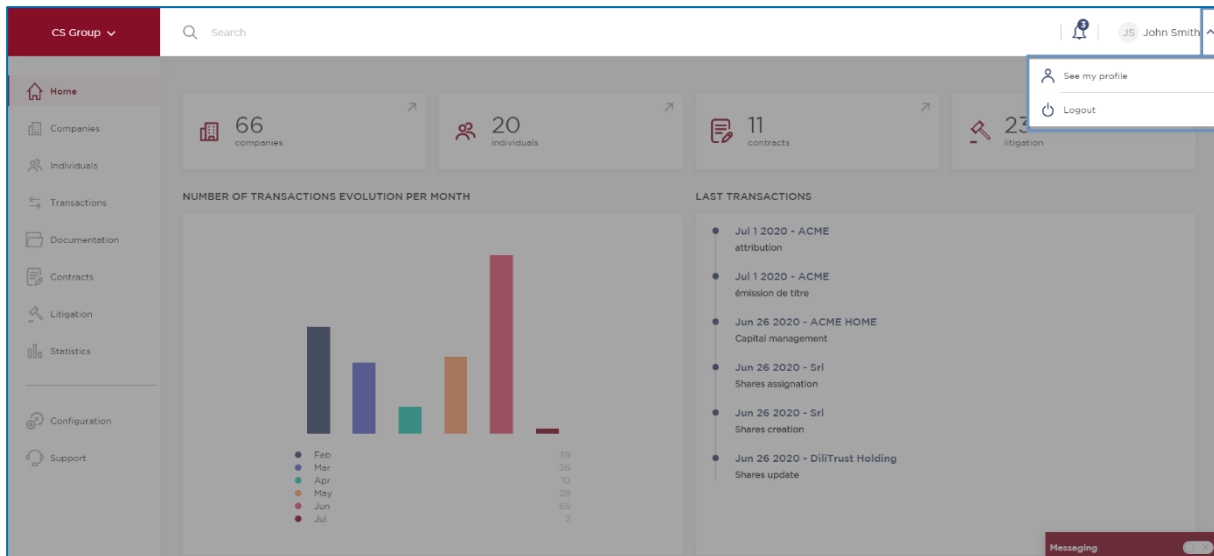 CS Group
Search
3
JS John Smith
See my profile
Logout
Home
Companies
Individuals
Transactions
Documentation
Contracts
Litigation
Statistics
Configuration
Support
66
companies
20
individuals
11
contracts
litigation
NUMBER OF TRANSACTIONS EVOLUTION PER MONTH
Feb 39
Mar 26
Apr 10
May 28
Jun 65
Jul 2
LAST TRANSACTIONS
Jul 1 2020 - ACME
attribution
Jul 1 2020 - ACME
émission de titre
Jun 26 2020 - ACME HOME
Capital management
Jun 26 2020 - Srl
Shares assignation
Jun 26 2020 - Srl
Shares creation
Jun 26 2020 - DiliTrust Holding
Shares update
Messaging